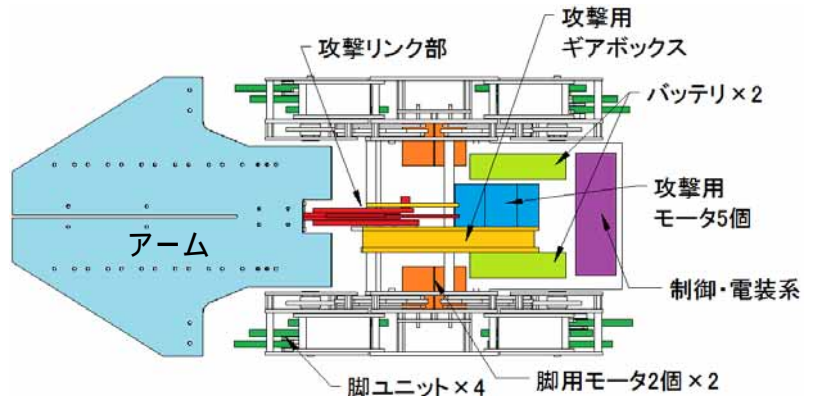 攻撃用
ギアボックス
攻撃リンク部
バッテリ×2
攻撃用
モータ5個
アーム
制御・電装系
脚ユニット×4
脚用モータ2個×2